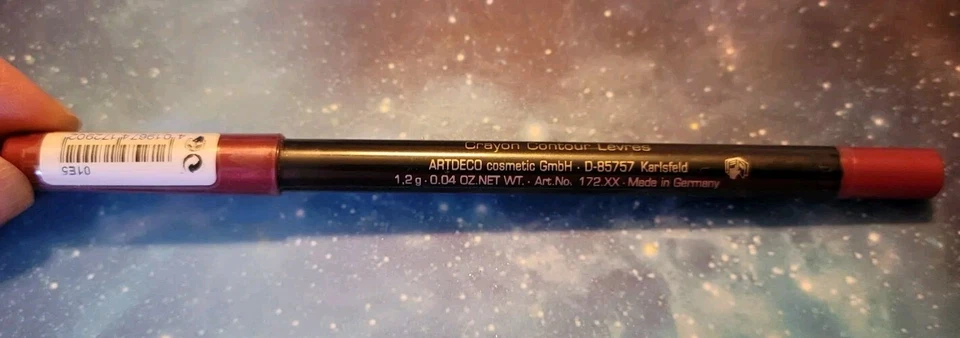 Crayon Contour Lèvres
ARTDECO cosmetic GmbH · D-85757 Karlsfeld
1,2 g · 0.04 OZ.NET WT. · Art.No. 172.XX · Made in Germany
01E5